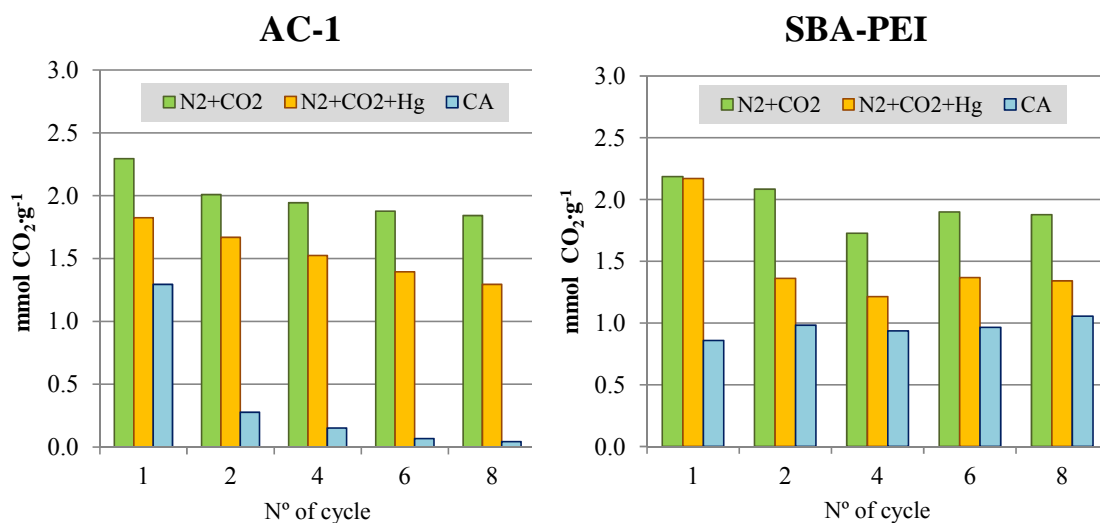 AC-1
3.0
2.5
2.0
1.5
1.0
0.5
0.0
mmol CO₂·g⁻¹
N2+CO2 N2+CO2+Hg CA
1 2 4 6 8
Nº of cycle
SBA-PEI
3.0
2.5
2.0
1.5
1.0
0.5
0.0
mmol CO₂·g⁻¹
N2+CO2 N2+CO2+Hg CA
1 2 4 6 8
Nº of cycle